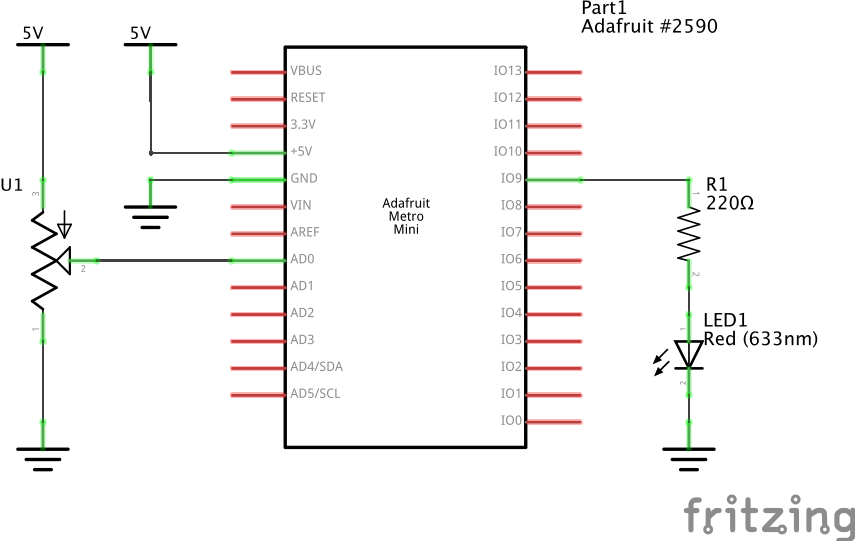 Part1
Adafruit #2590
5V
5V
VBUS
RESET
3.3V
+5V
GND
VIN
AREF
AD0
AD1
AD2
AD3
AD4/SDA
AD5/SCL
Adafruit
Metro
Mini
IO13
IO12
IO11
IO10
IO9
IO8
IO7
IO6
IO5
IO4
IO3
IO2
IO1
IO0
U1
3
2
1
R1
220Ω
1
2
LED1
Red (633nm)
1
2
fritzing